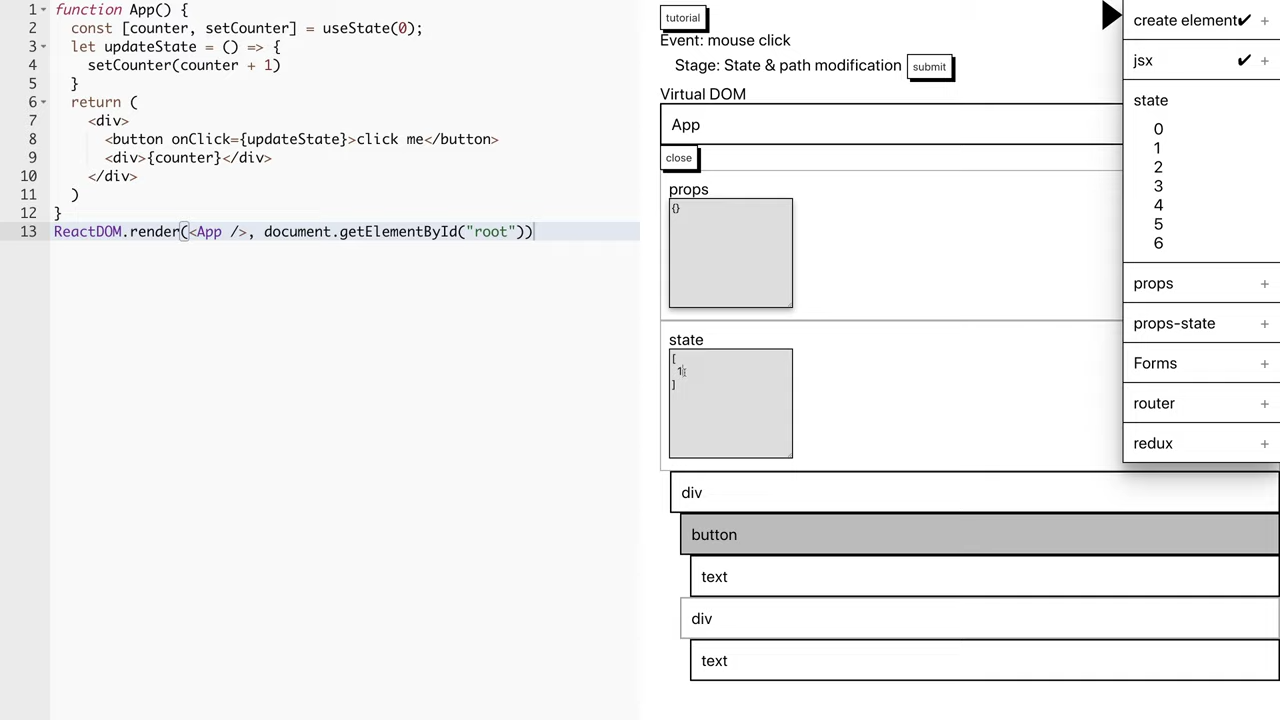 1 function App() {
2 const [counter, setCounter] = useState(0);
3 let updateState = () => {
4 setCounter(counter + 1)
5 }
6 return (
7 <div>
8 <button onClick={updateState}>click me</button>
9 <div>{counter}</div>
10 </div>
11 )
12 }
13 ReactDOM.render(<App />, document.getElementById("root"))
tutorial
Event: mouse click
Stage: State & path modification submit
Virtual DOM
App
close
props
{}
state
[
1
]
div
button
text
div
text
create element✔ +
jsx ✔ +
state
0
1
2
3
4
5
6
props +
props-state +
Forms +
router +
redux +